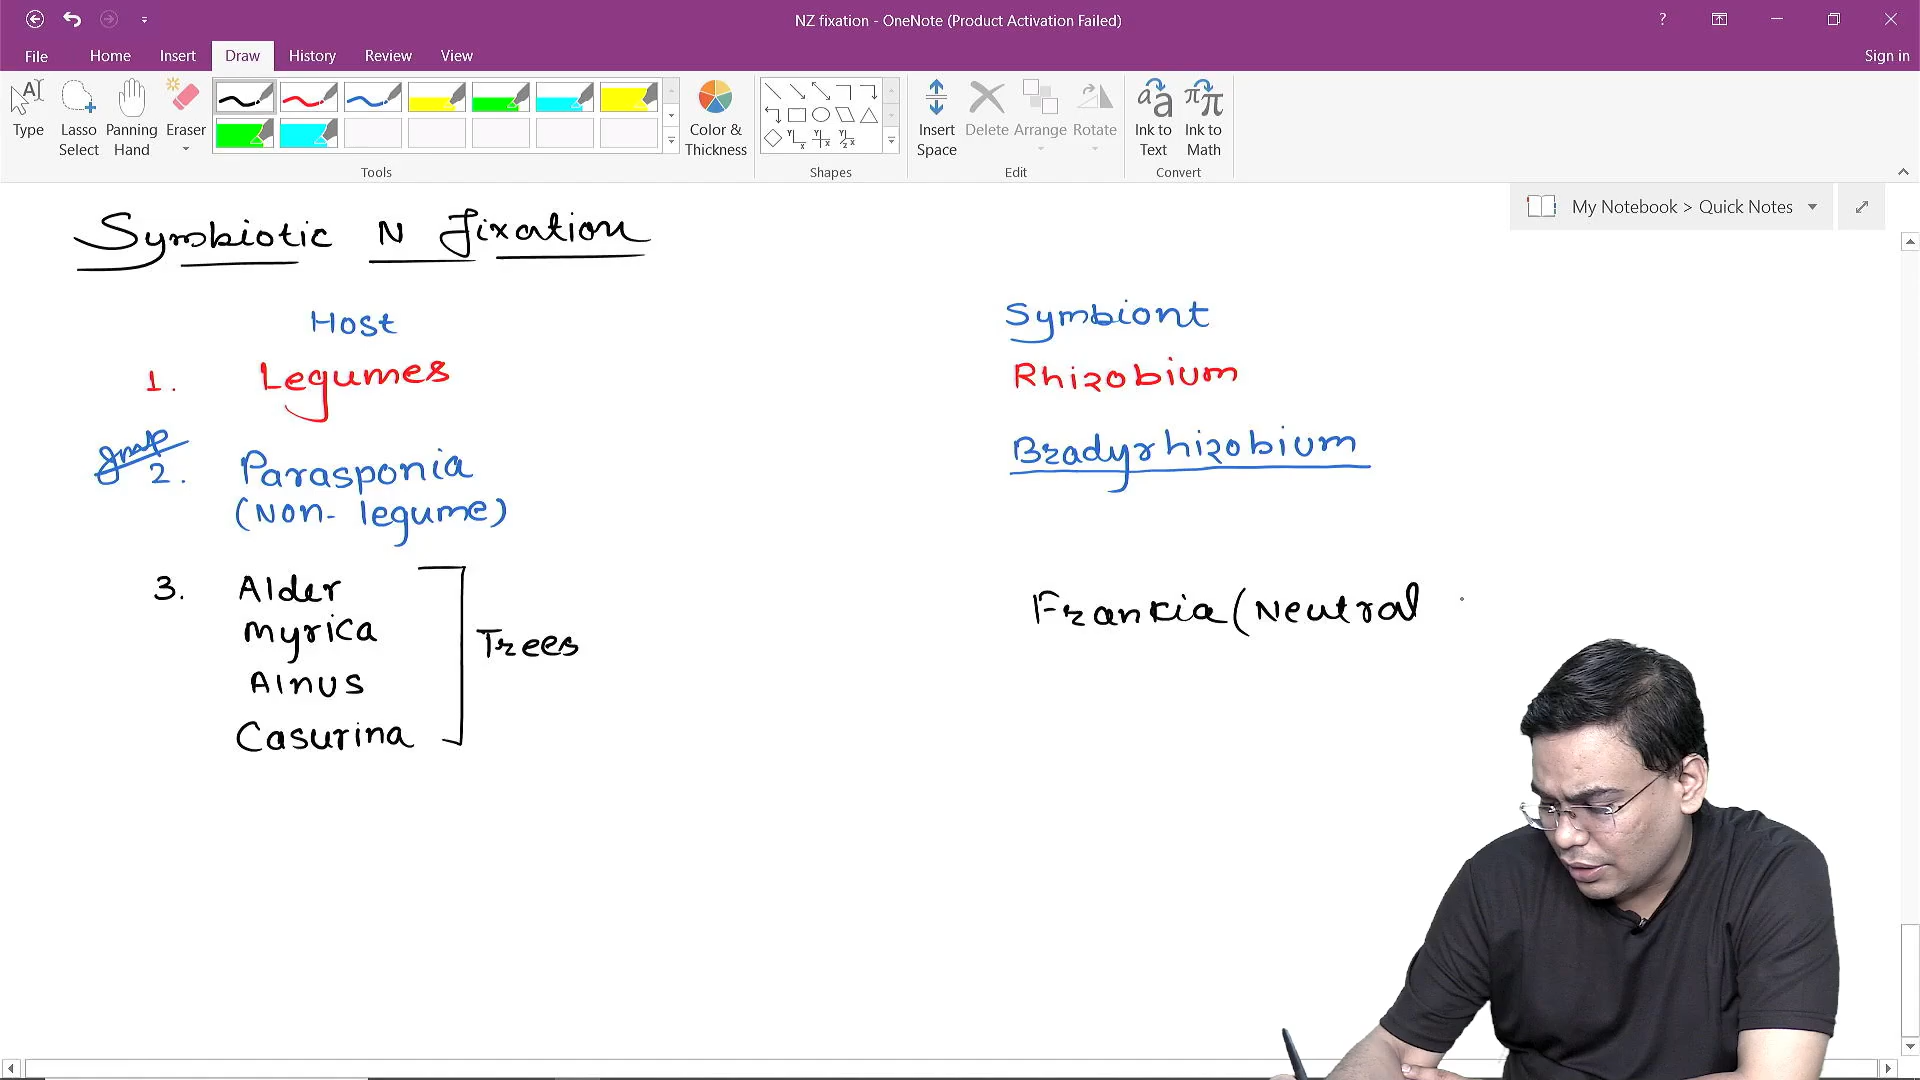 NZ fixation - OneNote (Product Activation Failed)
?
File Home Insert Draw History Review View
Sign in
Type
Lasso Select
Panning Hand
Eraser
Color & Thickness
Insert Space
Delete
Arrange
Rotate
Ink to Text
Ink to Math
Tools
Shapes
Edit
Convert
My Notebook > Quick Notes
Symbiotic N fixation
Host Symbiont
1. Legumes Rhizobium
2. Parasponia Bradyrhizobium
(Non-legume)
3. Alder
Myrica
Alnus
Casurina
Trees
Frankia (Neutral